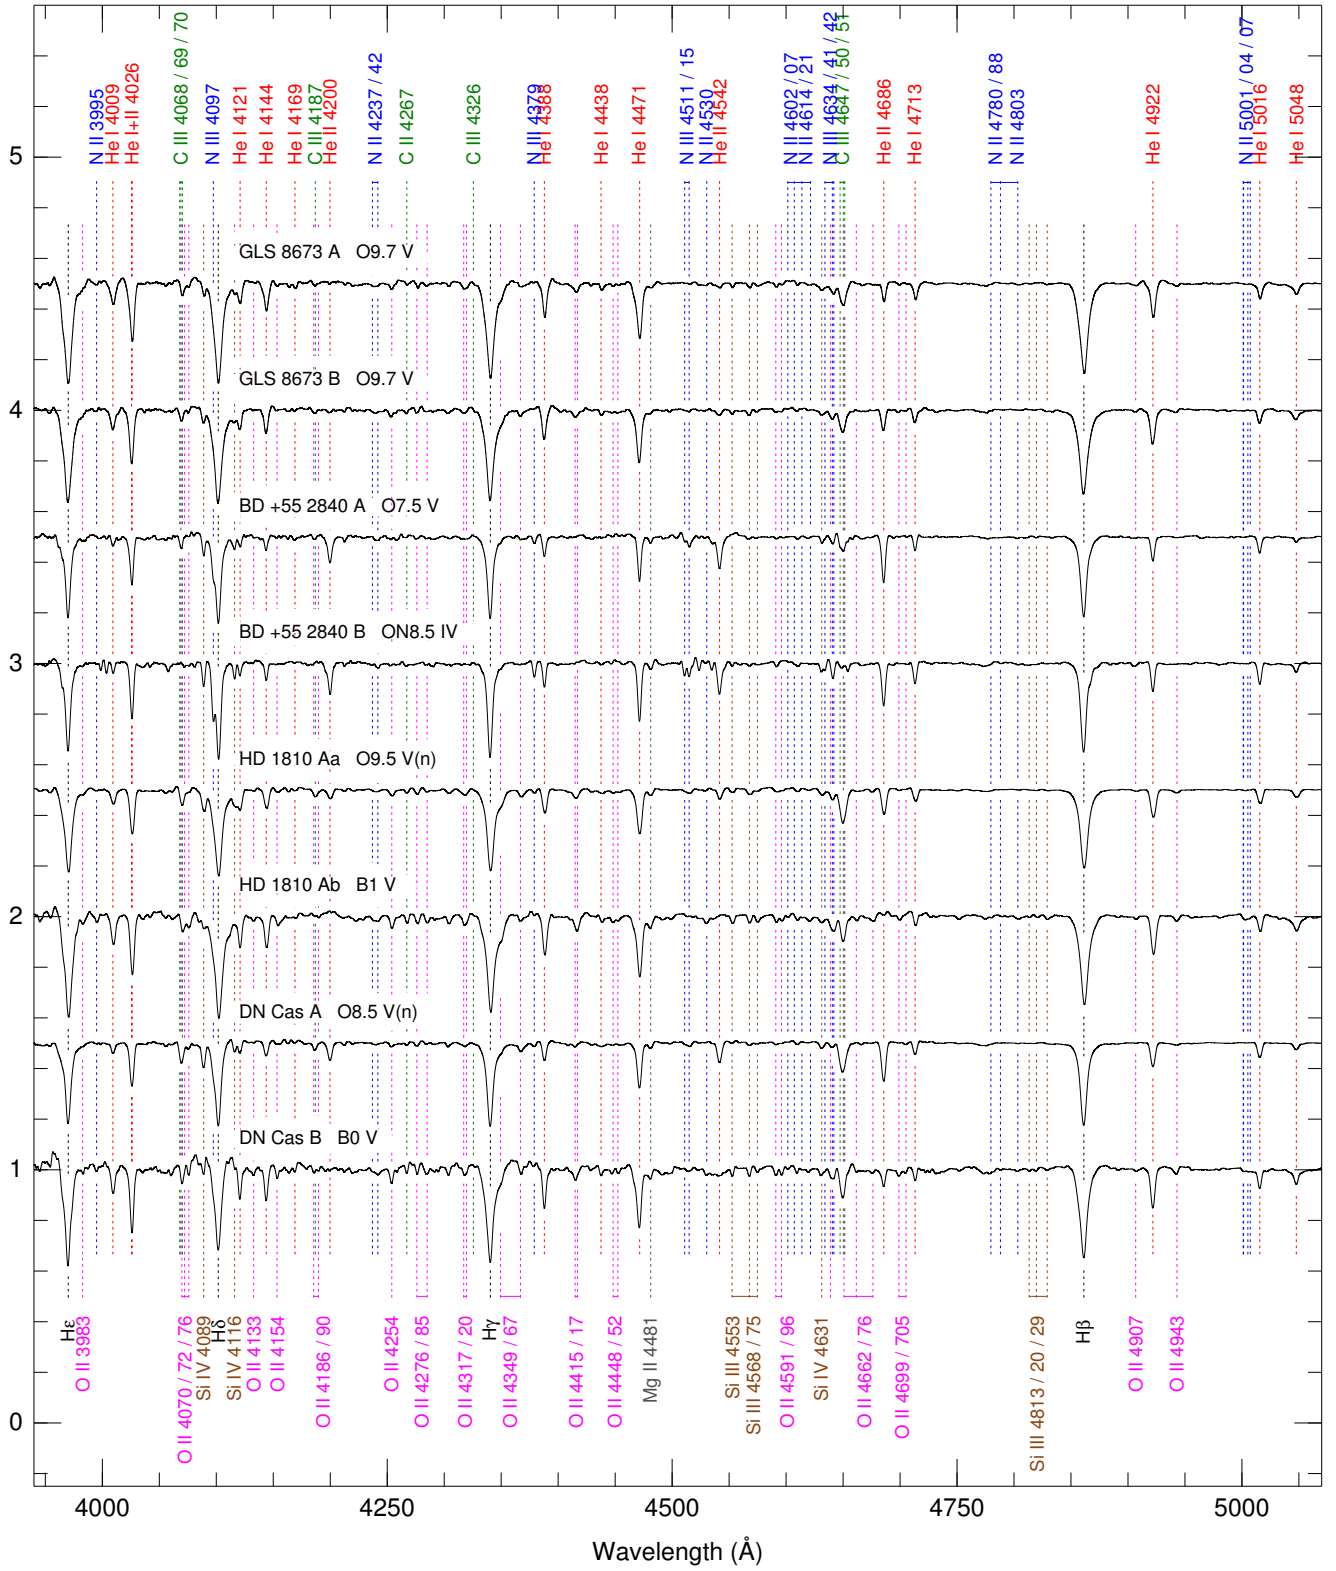 N II 3995
He I 4009
He I+II 4026
C III 4068 / 69 / 70
N III 4097
He I 4121
He I 4144
He I 4169
C III 4187
He II 4200
N II 4237 / 42
C II 4267
C III 4326
N III 4379
He I 4388
He I 4438
He I 4471
N III 4511 / 15
N II 4530
He II 4542
N II 4602 / 07
N II 4614 / 21
N III 4634 / 41 / 42
C III 4647 / 50 / 51
He II 4686
He I 4713
N II 4780 / 88
N II 4803
He I 4922
N II 5001 / 04 / 07
He I 5016
He I 5048
5
GLS 8673 A O9.7 V
GLS 8673 B O9.7 V
4
BD +55 2840 A O7.5 V
BD +55 2840 B ON8.5 IV
3
HD 1810 Aa O9.5 V(n)
HD 1810 Ab B1 V
2
DN Cas A O8.5 V(n)
DN Cas B B0 V
1
Hε
O II 3983
O II 4070 / 72 / 76
Si IV 4089
Hδ
Si IV 4116
O II 4133
O II 4154
O II 4186 / 90
O II 4254
O II 4276 / 85
O II 4317 / 20
Hγ
O II 4349 / 67
O II 4415 / 17
O II 4448 / 52
Mg II 4481
Si III 4553
Si III 4568 / 75
O II 4591 / 96
Si IV 4631
O II 4662 / 76
O II 4699 / 705
Si III 4813 / 20 / 29
Hβ
O II 4907
O II 4943
0
4000 4250 4500 4750 5000
Wavelength (Å)